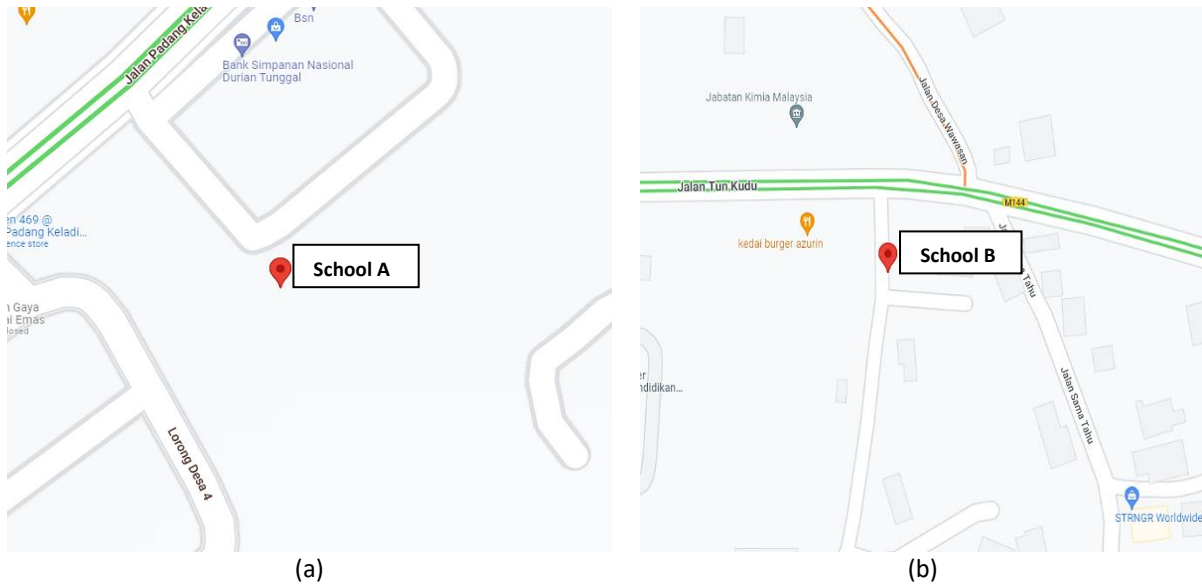 Jalan Padang Kela
Bsn
Bank Simpanan Nasional
Durian Tunggal
en 469 @
Padang Keladi...
ence store
School A
n Gaya
al Emas
losed
Lorong Desa 4
(a)
Jabatan Kimia Malaysia
Jalan Desa Wawasan
Jalan Tun Kudu
M144
kedai burger azurin
School B
Tahu
er
ndidikan...
Jalan Sama Tahu
STRNGR Worldwide
(b)